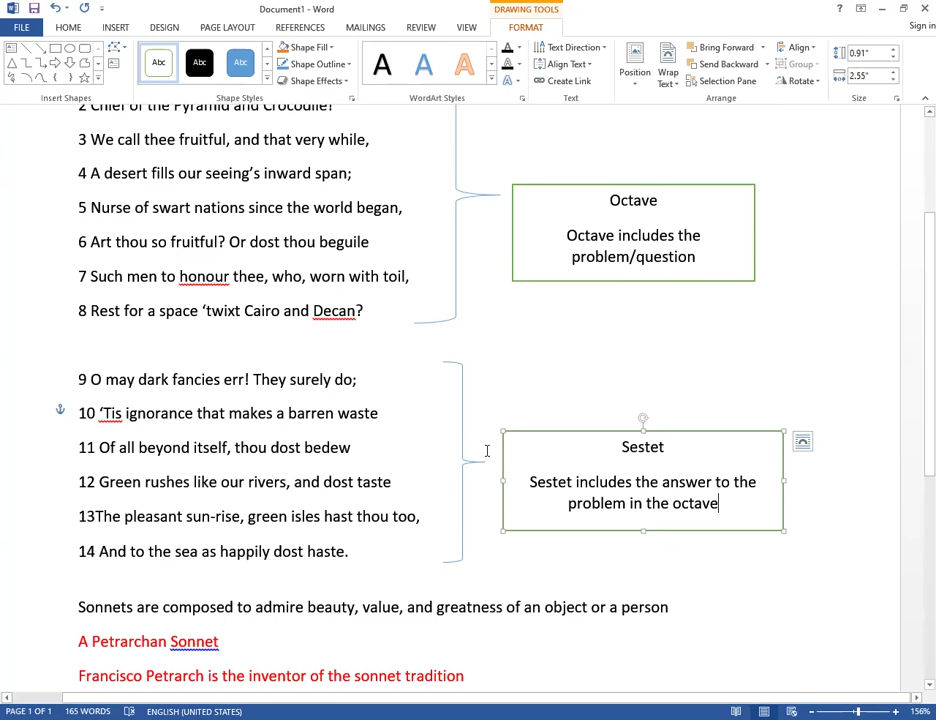 Document1 - Word
DRAWING TOOLS
?
FILE
HOME
INSERT
DESIGN
PAGE LAYOUT
REFERENCES
MAILINGS
REVIEW
VIEW
FORMAT
Sign in
Abc
Abc
Abc
Shape Fill
Shape Outline
Shape Effects
A
A
A
A
A
A
Text Direction
Align Text
Create Link
Position
Wrap
Text
Bring Forward
Send Backward
Selection Pane
Align
Group
Rotate
0.91"
2.55"
Insert Shapes
Shape Styles
WordArt Styles
Text
Arrange
Size
2 Chief of the Pyramid and Crocodile!
3 We call thee fruitful, and that very while,
4 A desert fills our seeing’s inward span;
5 Nurse of swart nations since the world began,
6 Art thou so fruitful? Or dost thou beguile
7 Such men to honour thee, who, worn with toil,
8 Rest for a space ‘twixt Cairo and Decan?
Octave
Octave includes the
problem/question
9 O may dark fancies err! They surely do;
10 ‘Tis ignorance that makes a barren waste
11 Of all beyond itself, thou dost bedew
12 Green rushes like our rivers, and dost taste
13The pleasant sun-rise, green isles hast thou too,
14 And to the sea as happily dost haste.
Sestet
Sestet includes the answer to the
problem in the octave
Sonnets are composed to admire beauty, value, and greatness of an object or a person
A Petrarchan Sonnet
Francisco Petrarch is the inventor of the sonnet tradition
PAGE 1 OF 1
165 WORDS
ENGLISH (UNITED STATES)
156%